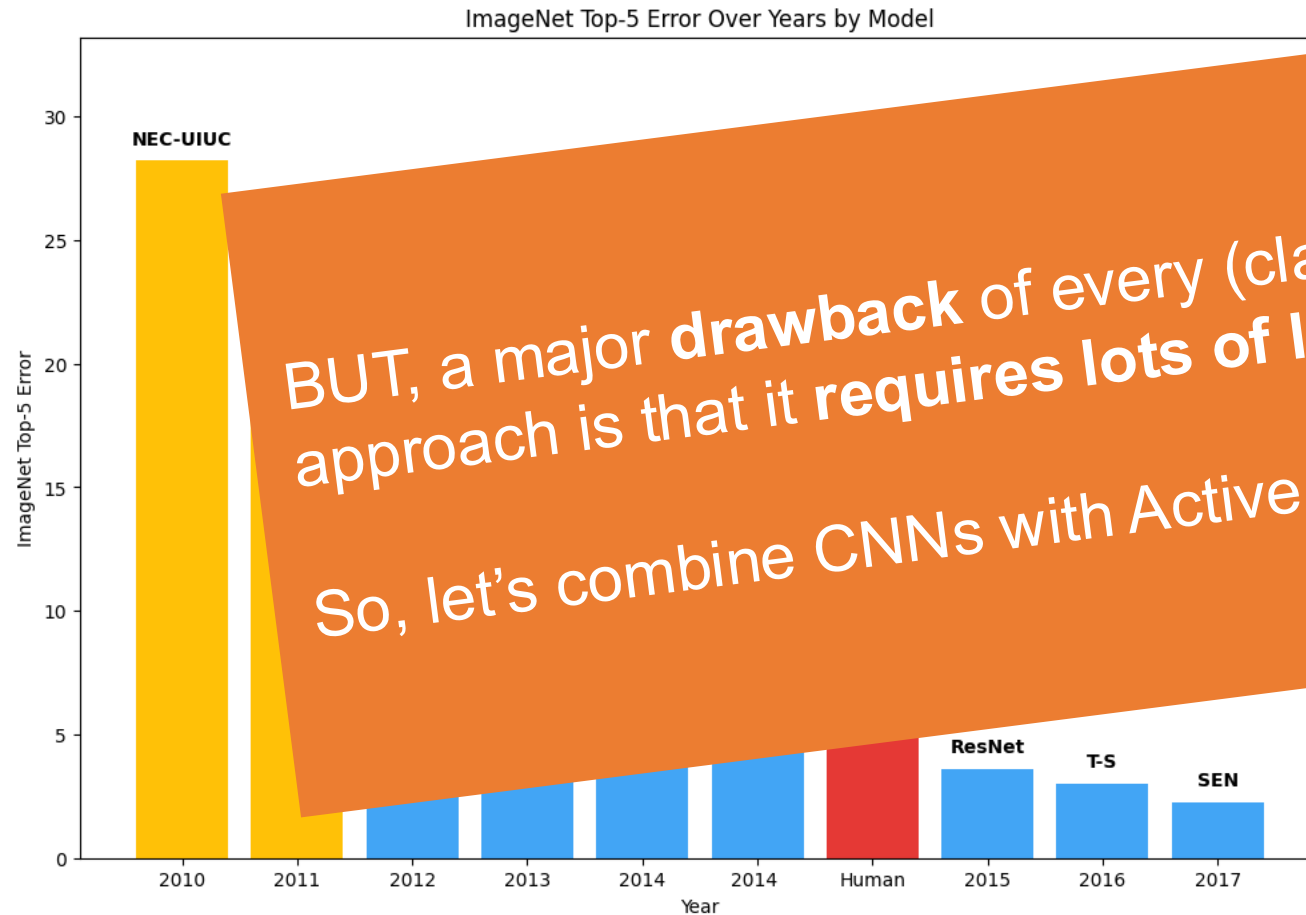 ImageNet Top-5 Error Over Years by Model
ImageNet Top-5 Error
30
25
20
15
10
5
0
NEC-UIUC
BUT, a major drawback of every
approach is that it requires lots of
So, let’s combine CNNs with Active
ResNet
T-S
SEN
2010 2011 2012 2013 2014 2014 Human 2015 2016 2017
Year